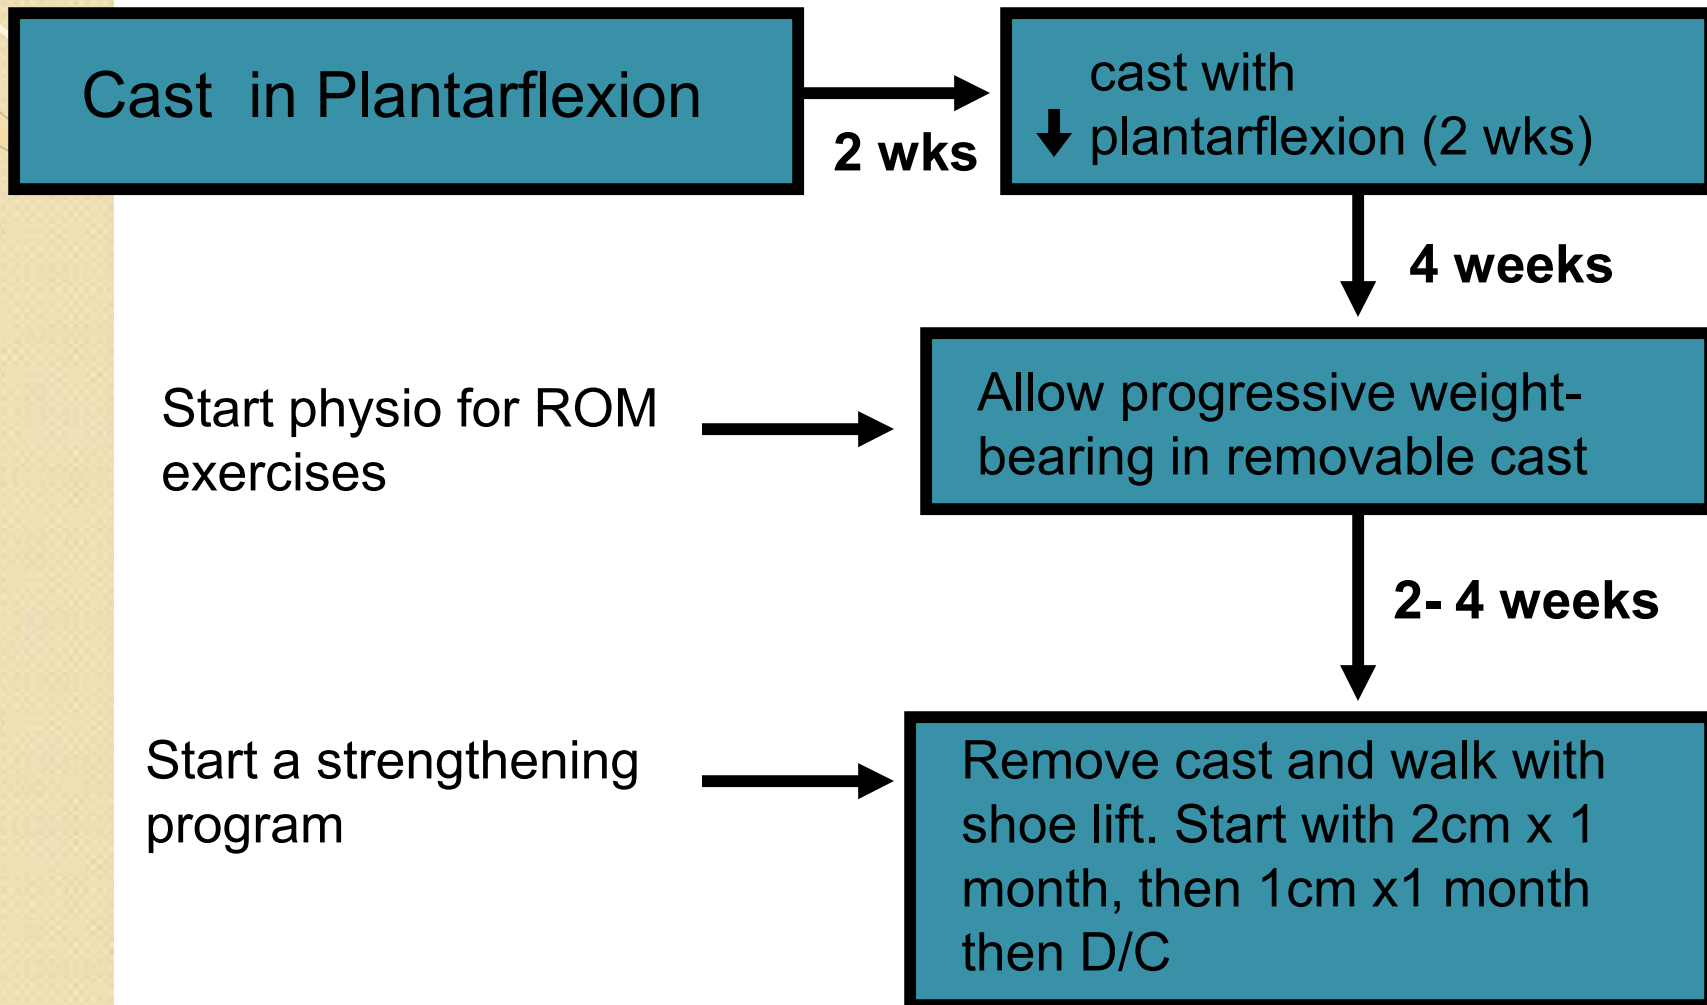 Cast in Plantarflexion
2 wks
cast with
plantarflexion (2 wks)
4 weeks
Start physio for ROM
exercises
Allow progressive weight-
bearing in removable cast
2- 4 weeks
Start a strengthening
program
Remove cast and walk with
shoe lift. Start with 2cm x 1
month, then 1cm x1 month
then D/C